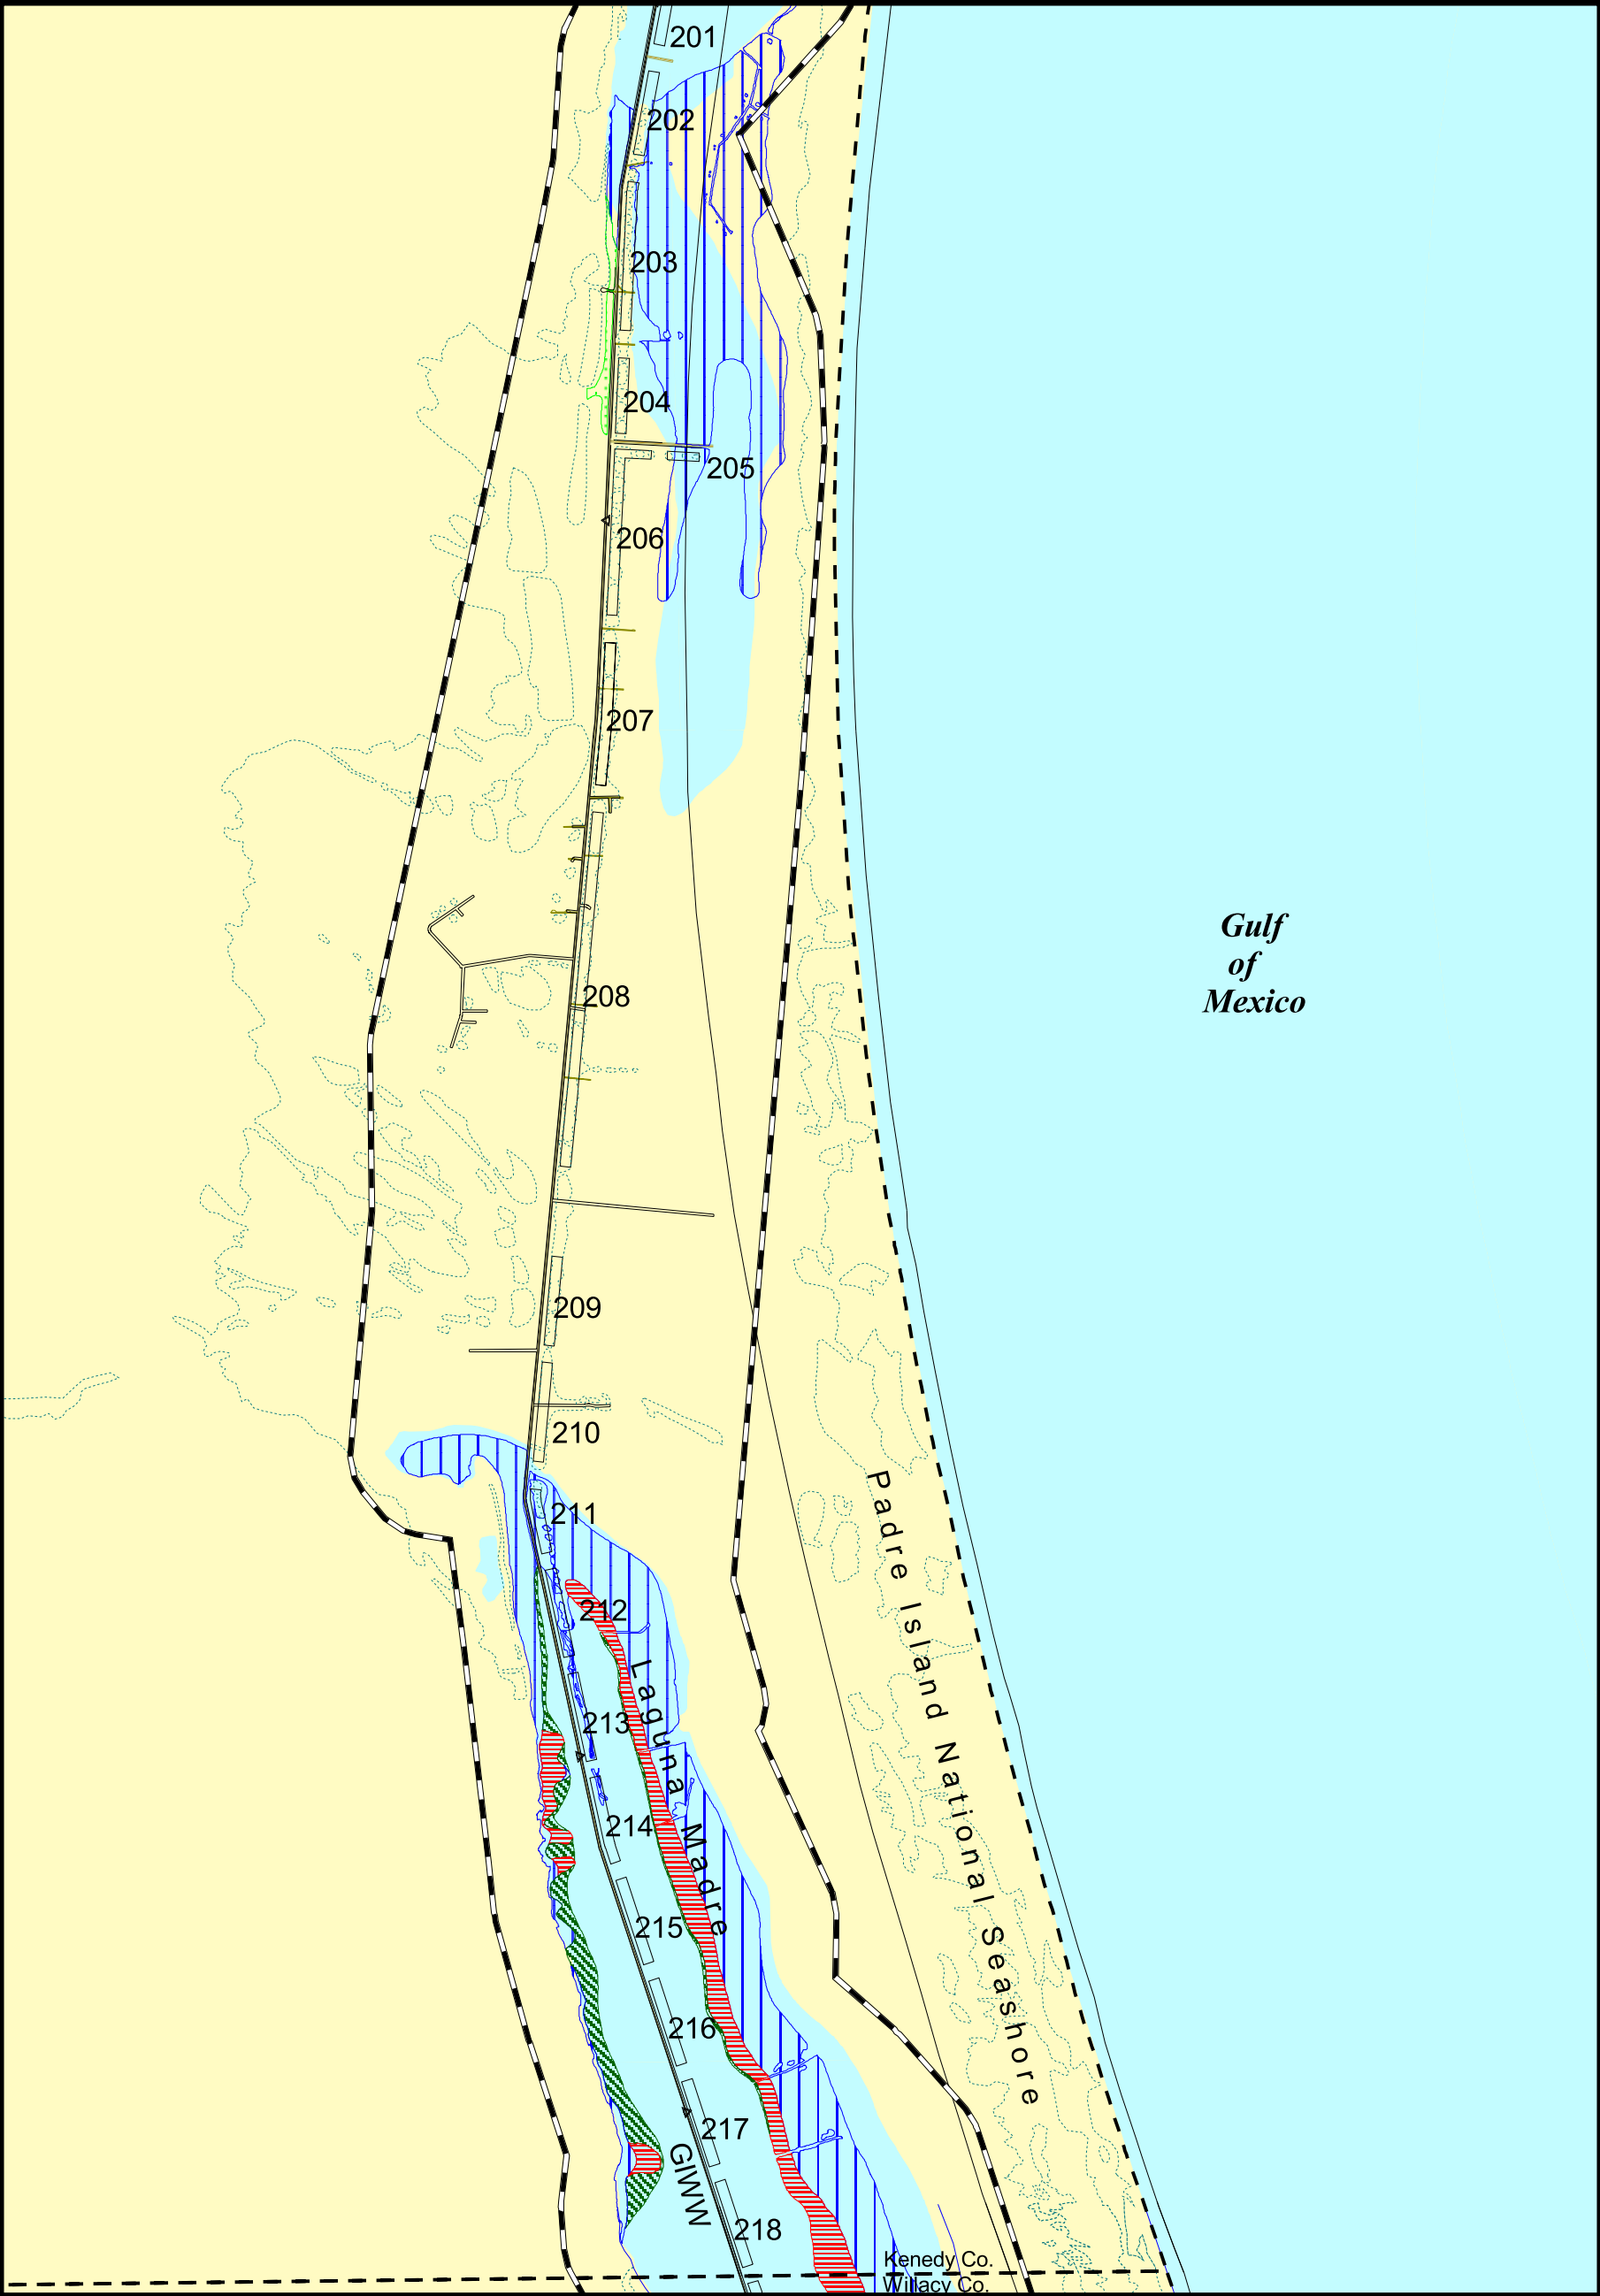 201
202
203
204
205
206
207
Gulf
of
Mexico
208
209
210
211
212
213
214
215
216
217
218
Laguna Madre
Padre Island National Seashore
GIWW
Kenedy Co.
Willacy Co.